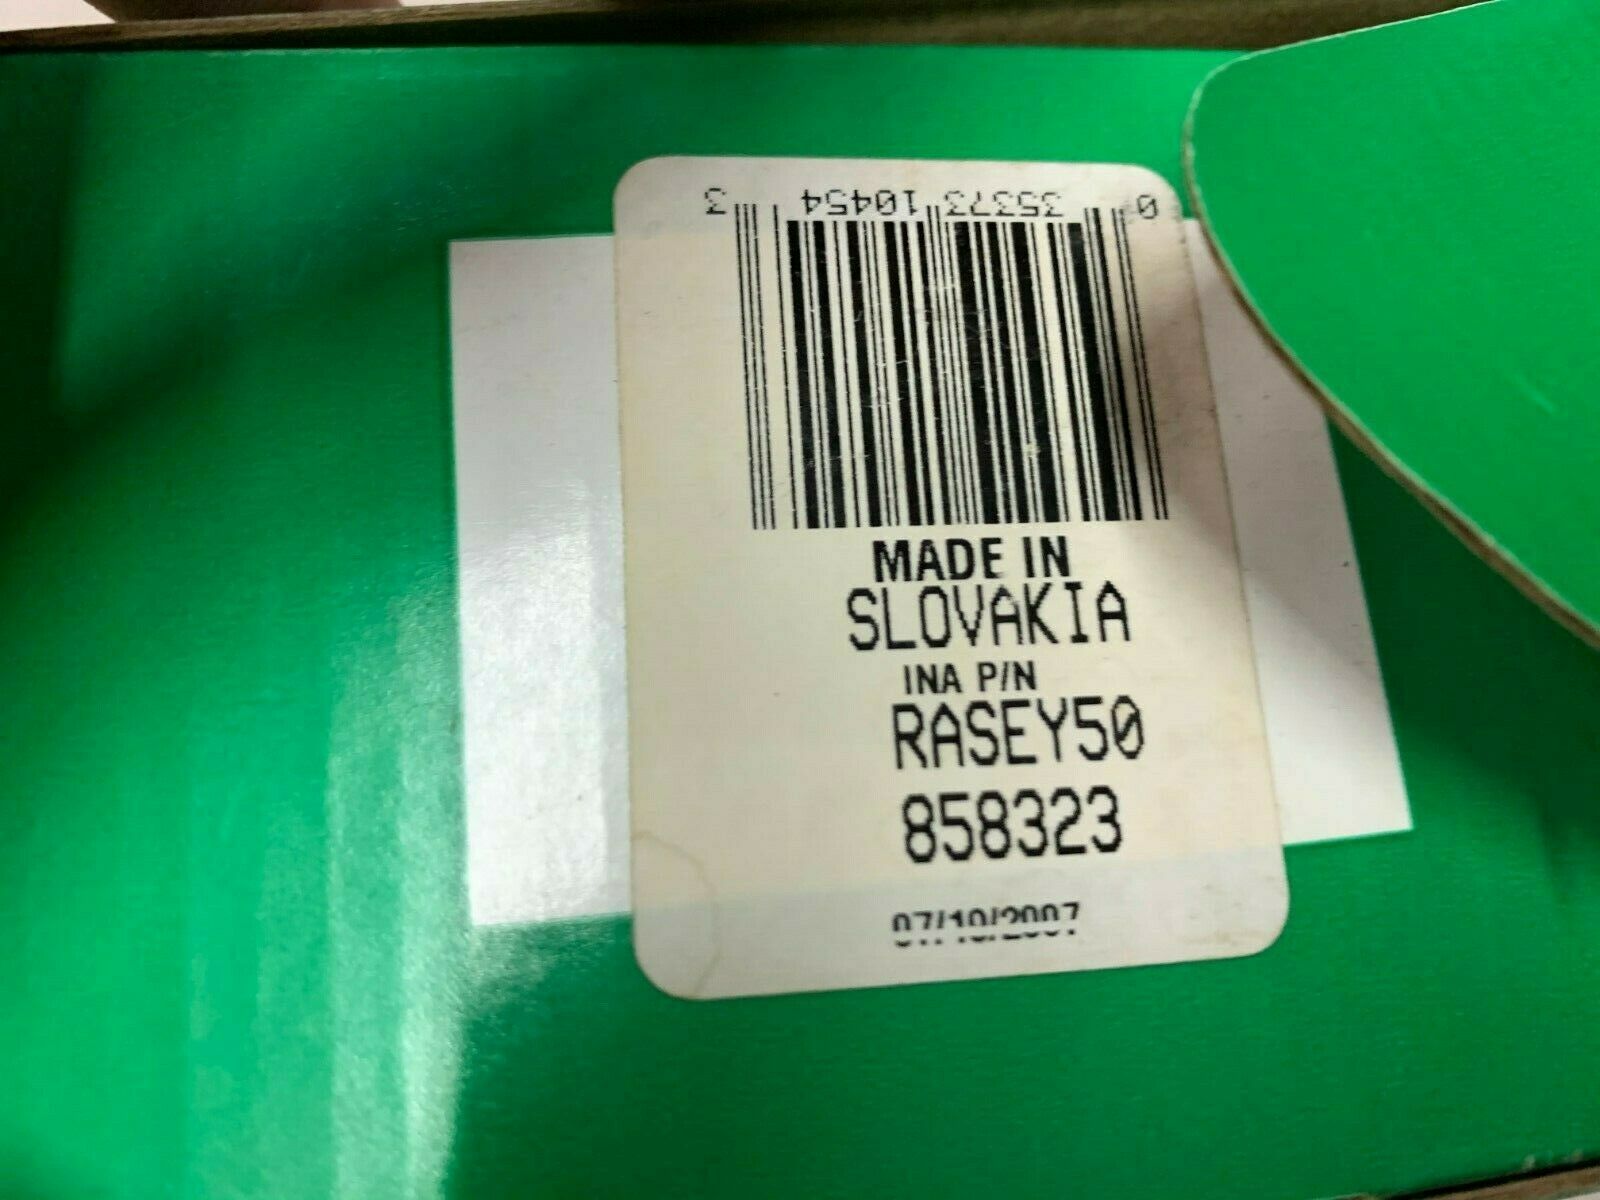 0 35373 10454 3
MADE IN
SLOVAKIA
INA P/N
RASEY50
858323
07/10/2007